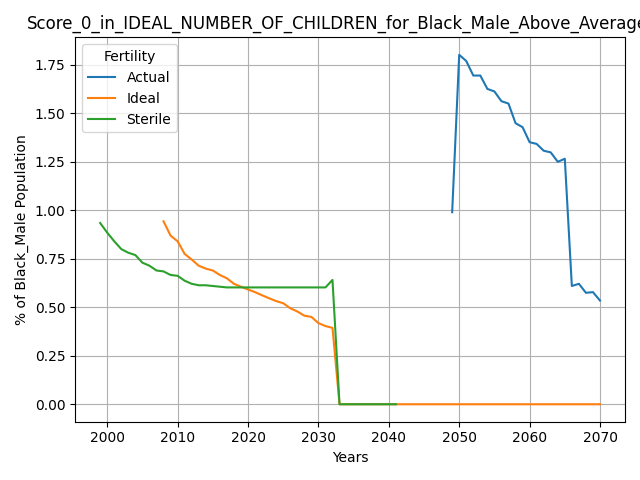 Score_0_in_IDEAL_NUMBER_OF_CHILDREN_for_Black_Male_Above_Average
Fertility
Actual
Ideal
Sterile
% of Black_Male Population
1.75
1.50
1.25
1.00
0.75
0.50
0.25
0.00
2000 2010 2020 2030 2040 2050 2060 2070
Years